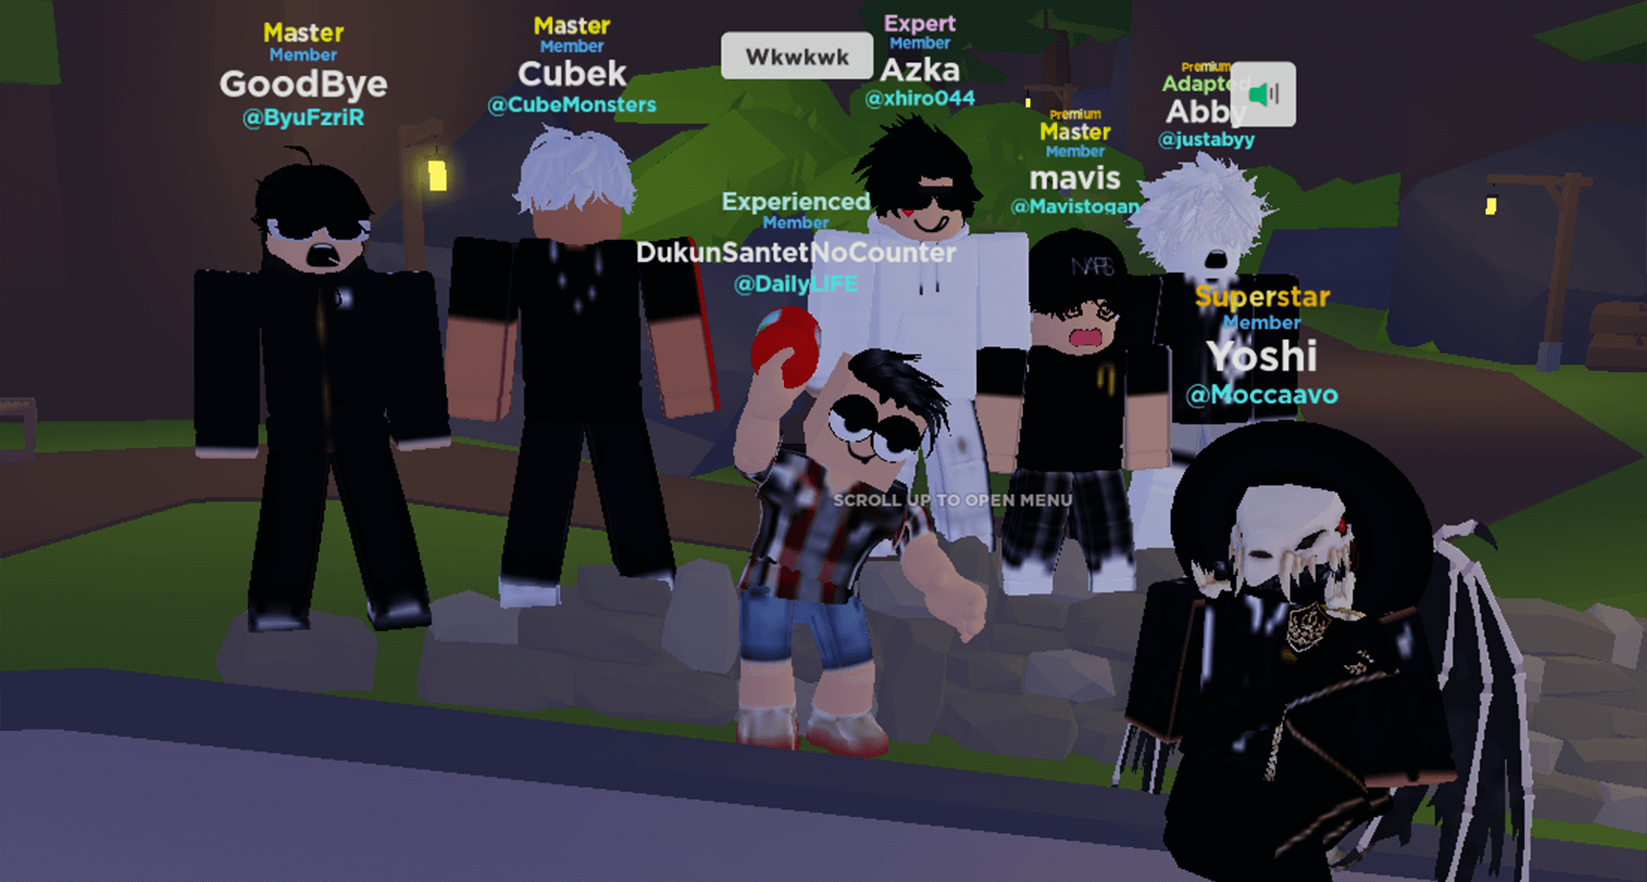 Master
Member
GoodBye
@ByuFzriR
Master
Member
Cubek
@CubeMonsters
Wkwkwk
Expert
Member
Azka
@xhiro044
Premium
Adapted
Abby
@justabyy
Premium
Master
Member
mavis
@Mavistogan
Experienced
Member
DukunSantetNoCounter
@DailyLIFE
Superstar
Member
Yoshi
@Moccaavo
SCROLL UP TO OPEN MENU